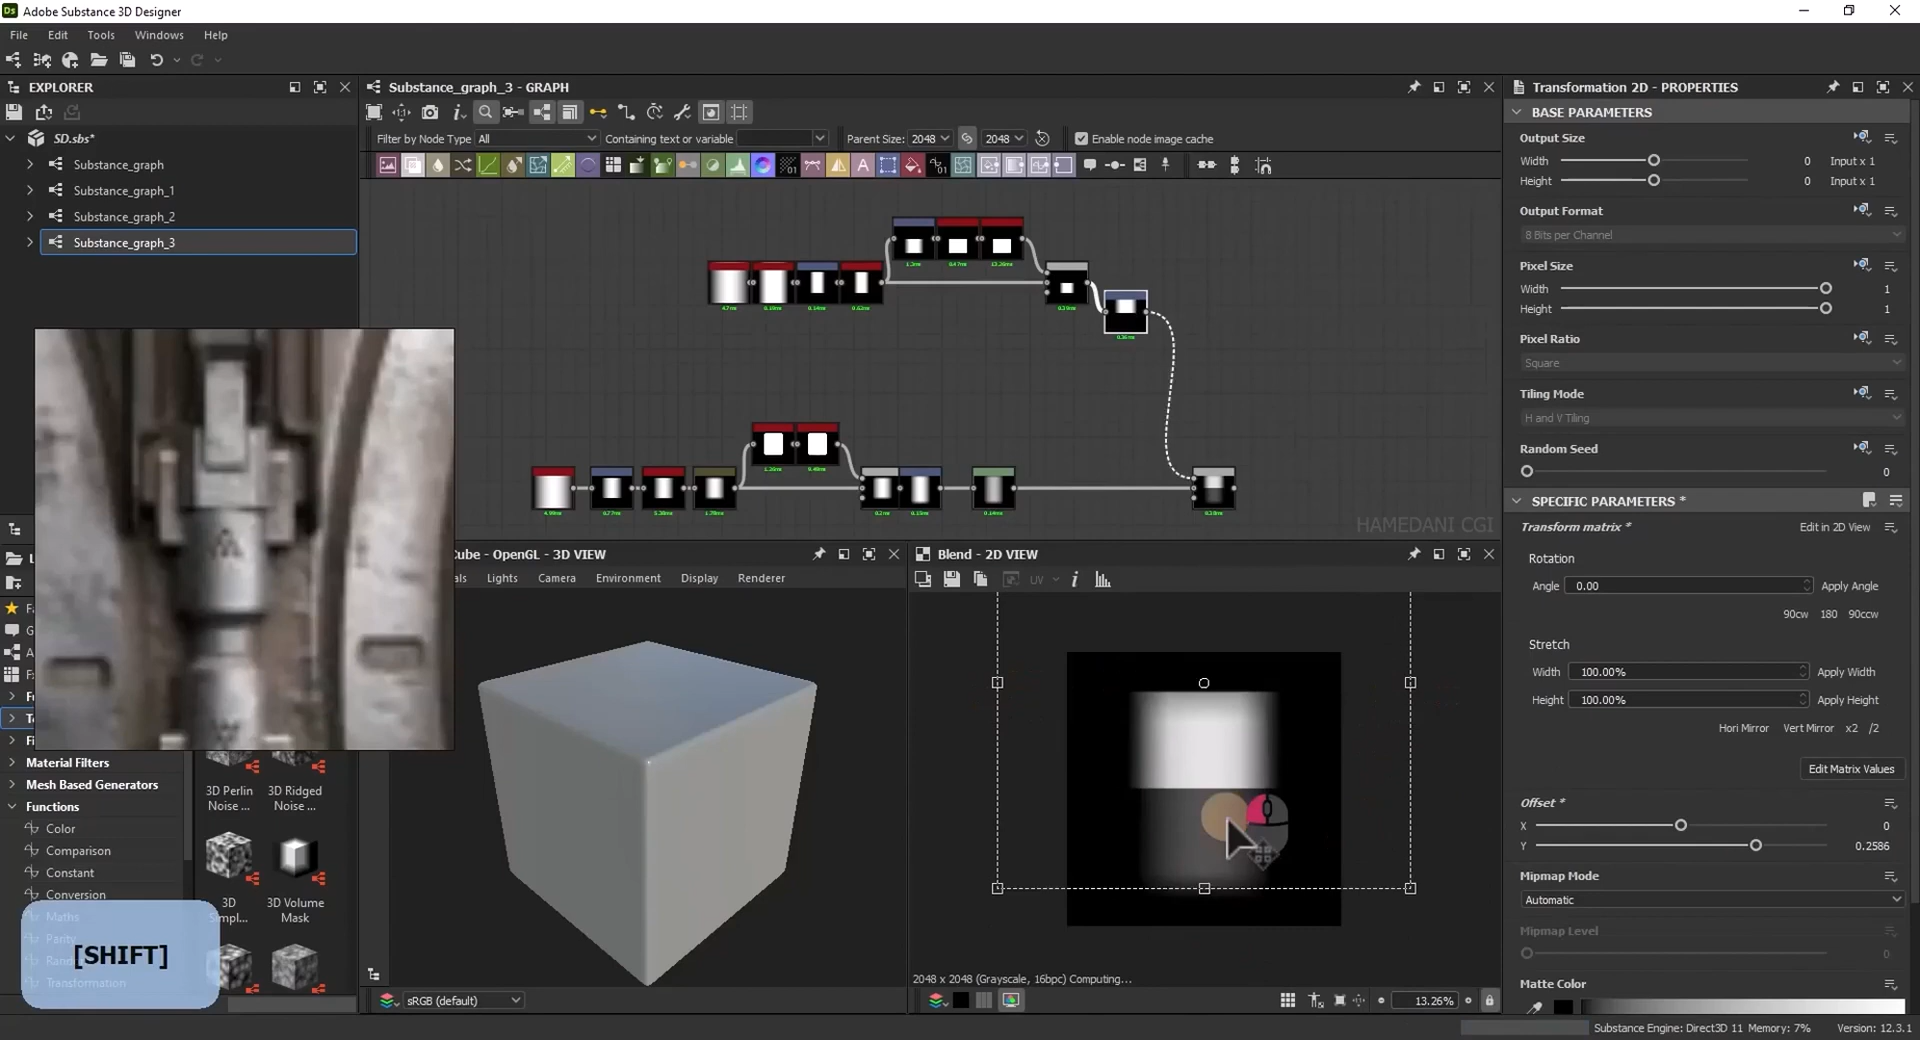 Ds Adobe Substance 3D Designer
File Edit Tools Windows Help
EXPLORER
SD.sbs*
Substance_graph
Substance_graph_1
Substance_graph_2
Substance_graph_3
Substance_graph_3 - GRAPH
Filter by Node Type All Containing text or variable Parent Size: 2048 2048 Enable node image cache
HAMEDANI CGI
Cube - OpenGL - 3D VIEW
als Lights Camera Environment Display Renderer
sRGB (default)
Blend - 2D VIEW
UV
2048 x 2048 (Grayscale, 16bpc) Computing...
13.26%
Material Filters
Mesh Based Generators
Functions
Color
Comparison
Constant
Conversion
Maths
Parity
Transformation
[SHIFT]
3D Perlin Noise ...
3D Ridged Noise ...
3D Simpl...
3D Volume Mask
Transformation 2D - PROPERTIES
BASE PARAMETERS
Output Size
Width 0 Input x 1
Height 0 Input x 1
Output Format
8 Bits per Channel
Pixel Size
Width 1
Height 1
Pixel Ratio
Square
Tiling Mode
H and V Tiling
Random Seed
0
SPECIFIC PARAMETERS *
Transform matrix * Edit in 2D View
Rotation
Angle 0.00 Apply Angle
90cw 180 90ccw
Stretch
Width 100.00% Apply Width
Height 100.00% Apply Height
Hori Mirror Vert Mirror x2 /2
Edit Matrix Values
Offset *
X 0
Y 0.2586
Mipmap Mode
Automatic
Mipmap Level
0
Matte Color
Substance Engine: Direct3D 11 Memory: 7% Version: 12.3.1